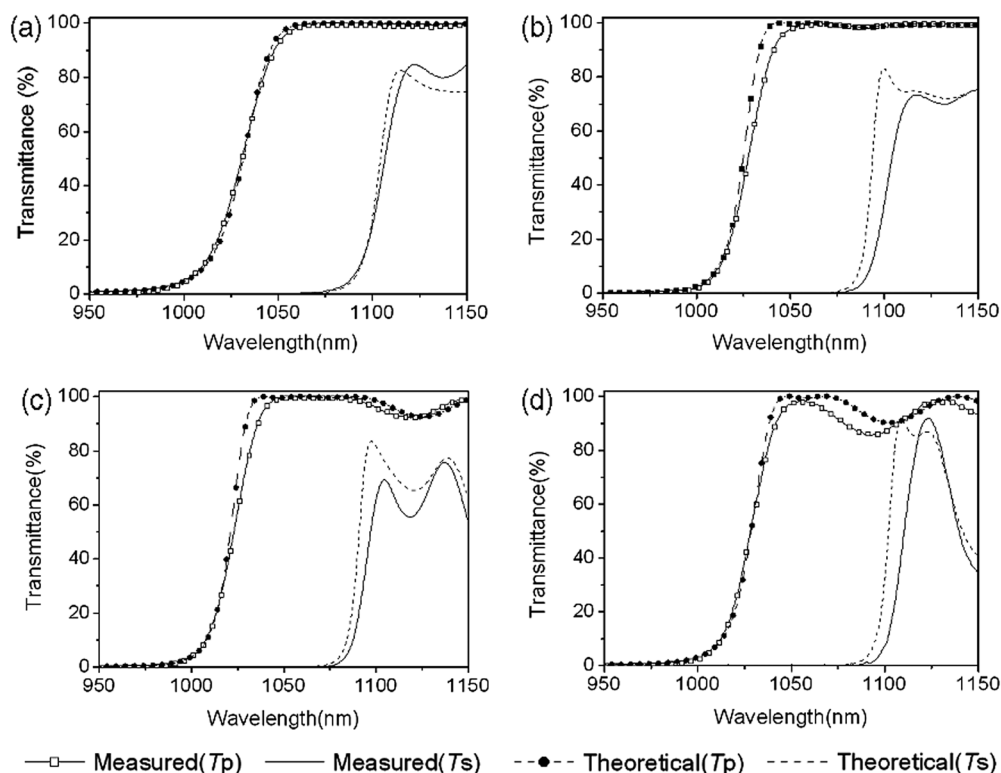 (a)
Transmittance (%)
100
80
60
40
20
0
950 1000 1050 1100 1150
Wavelength(nm)
(b)
Transmittance(%)
100
80
60
40
20
0
950 1000 1050 1100 1150
Wavelength(nm)
(c)
Transmittance(%)
100
80
60
40
20
0
950 1000 1050 1100 1150
Wavelength(nm)
(d)
Transmittance(%)
100
80
60
40
20
0
950 1000 1050 1100 1150
Wavelength(nm)
Measured(Tp) Measured(Ts) Theoretical(Tp) Theoretical(Ts)